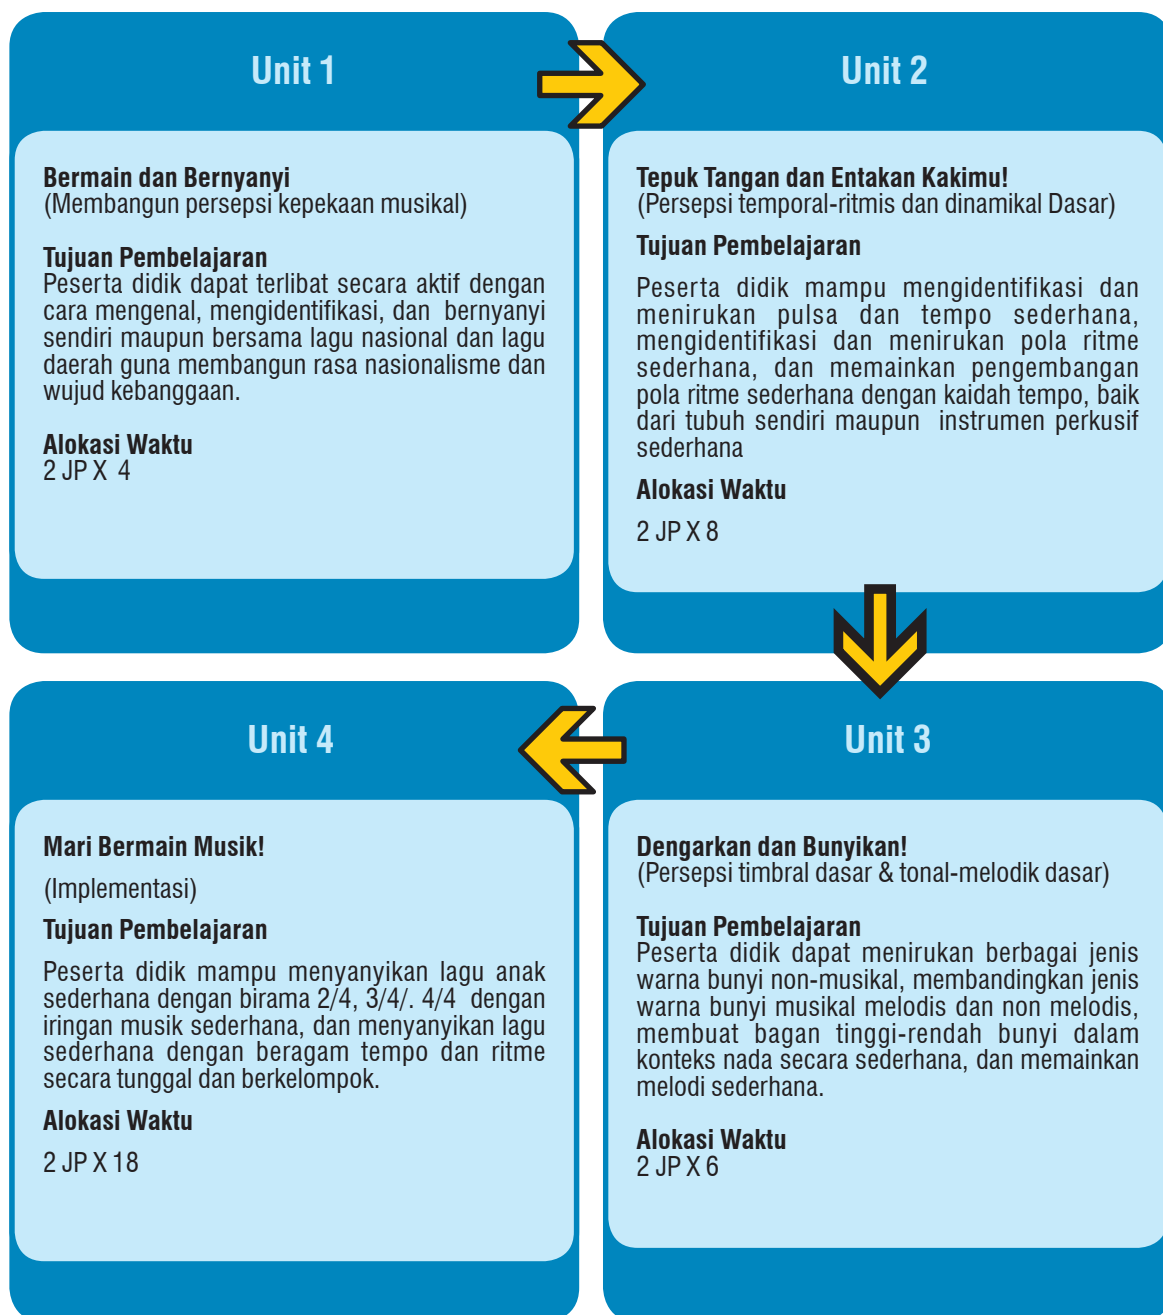 Unit 1
Bermain dan Bernyanyi
(Membangun persepsi kepekaan musikal)
Tujuan Pembelajaran
Peserta didik dapat terlibat secara aktif dengan
cara mengenal, mengidentifikasi, dan bernyanyi
sendiri maupun bersama lagu nasional dan lagu
daerah guna membangun rasa nasionalisme dan
wujud kebanggaan.
Alokasi Waktu
2 JP X 4
Unit 2
Tepuk Tangan dan Entakan Kakimu!
(Persepsi temporal-ritmis dan dinamikal Dasar)
Tujuan Pembelajaran
Peserta didik mampu mengidentifikasi dan
menirukan pulsa dan tempo sederhana,
mengidentifikasi dan menirukan pola ritme
sederhana, dan memainkan pengembangan
pola ritme sederhana dengan kaidah tempo, baik
dari tubuh sendiri maupun instrumen perkusif
sederhana
Alokasi Waktu
2 JP X 8
Unit 3
Dengarkan dan Bunyikan!
(Persepsi timbral dasar & tonal-melodik dasar)
Tujuan Pembelajaran
Peserta didik dapat menirukan berbagai jenis
warna bunyi non-musikal, membandingkan jenis
warna bunyi musikal melodis dan non melodis,
membuat bagan tinggi-rendah bunyi dalam
konteks nada secara sederhana, dan memainkan
melodi sederhana.
Alokasi Waktu
2 JP X 6
Unit 4
Mari Bermain Musik!
(Implementasi)
Tujuan Pembelajaran
Peserta didik mampu menyanyikan lagu anak
sederhana dengan birama 2/4, 3/4/. 4/4 dengan
iringan musik sederhana, dan menyanyikan lagu
sederhana dengan beragam tempo dan ritme
secara tunggal dan berkelompok.
Alokasi Waktu
2 JP X 18